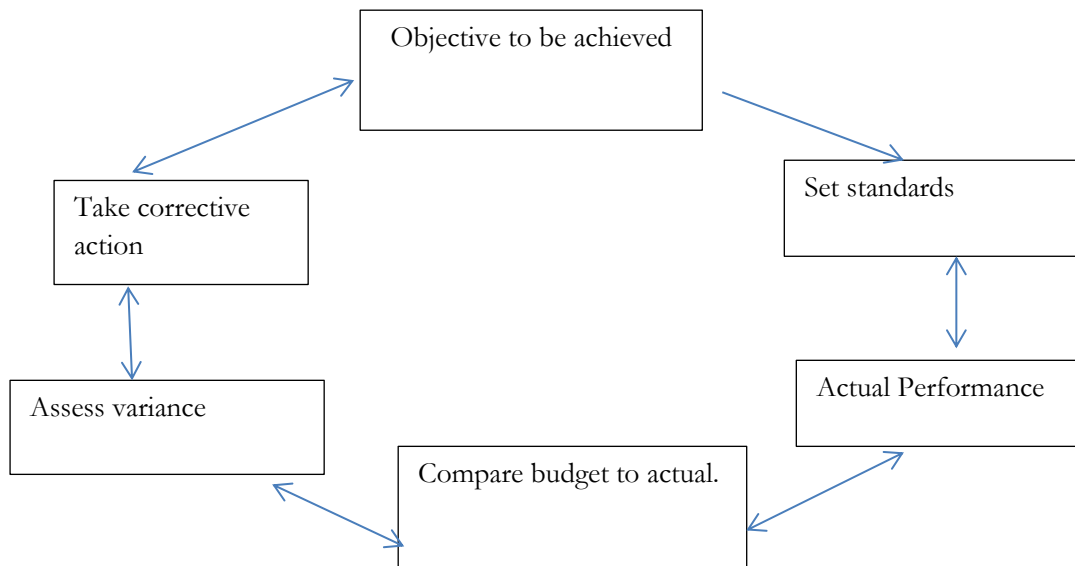 Objective to be achieved
Set standards
Take corrective
action
Actual Performance
Assess variance
Compare budget to actual.